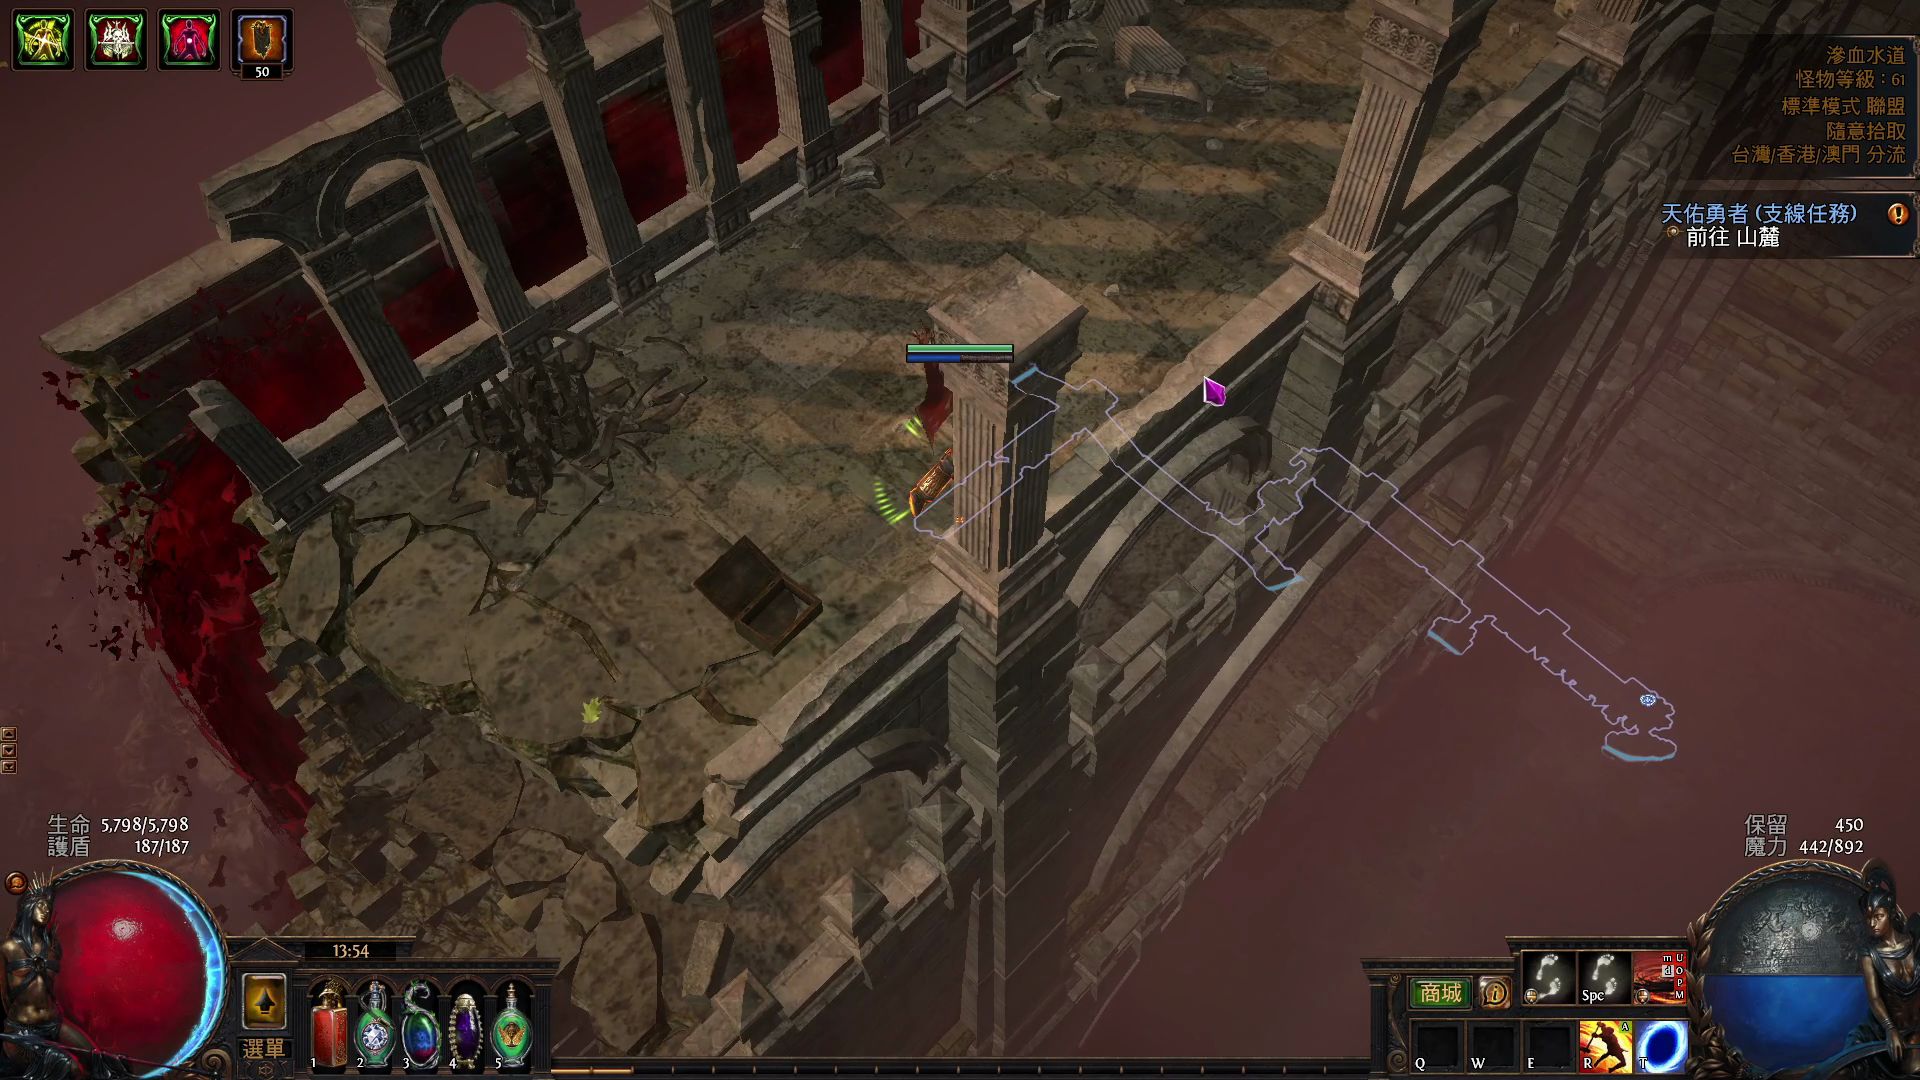 50
滲血水道
怪物等級：61
標準模式 聯盟
隨意拾取
台灣/香港/澳門 分流
天佑勇者 (支線任務)
前往 山麓
生命 5,798/5,798
護盾 187/187
保留 450
魔力 442/892
13:54
選單
1 2 3 4 5
商城
Spc
Q W E R T
A